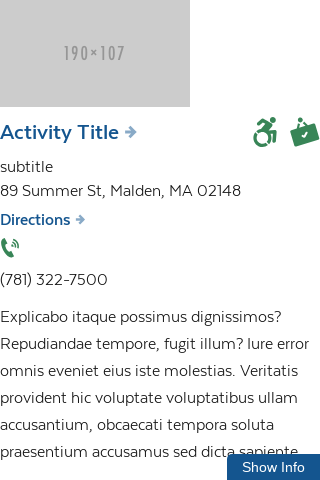 190×107
Activity Title
subtitle
89 Summer St, Malden, MA 02148
Directions
(781) 322-7500
Explicabo itaque possimus dignissimos?
Repudiandae tempore, fugit illum? Iure error
omnis eveniet eius iste molestias. Veritatis
provident hic voluptate voluptatibus ullam
accusantium, obcaecati tempora soluta
praesentium accusamus sed dicta sapiente
Show Info